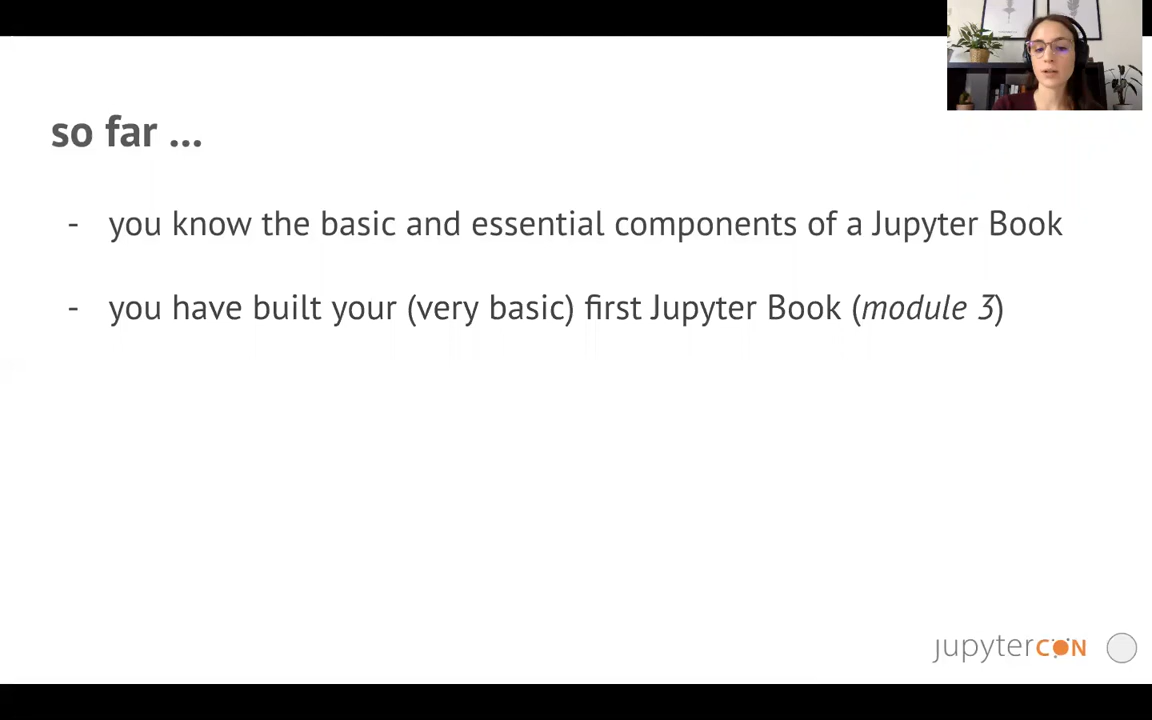 so far ...
- you know the basic and essential components of a Jupyter Book
- you have built your (very basic) first Jupyter Book (module 3)
jupyterCON